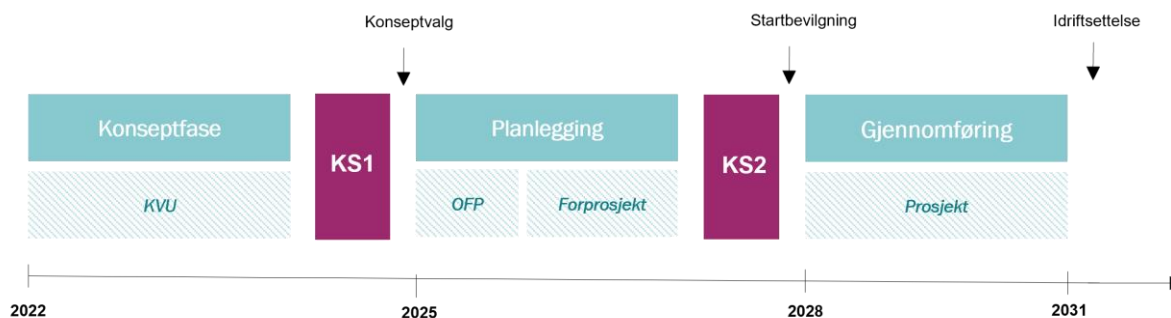 Konseptvalg
Startbevilgning
Idriftsettelse
Konseptfase
KS1
Planlegging
KS2
Gjennomføring
KVU
OFP
Forprosjekt
Prosjekt
2022
2025
2028
2031